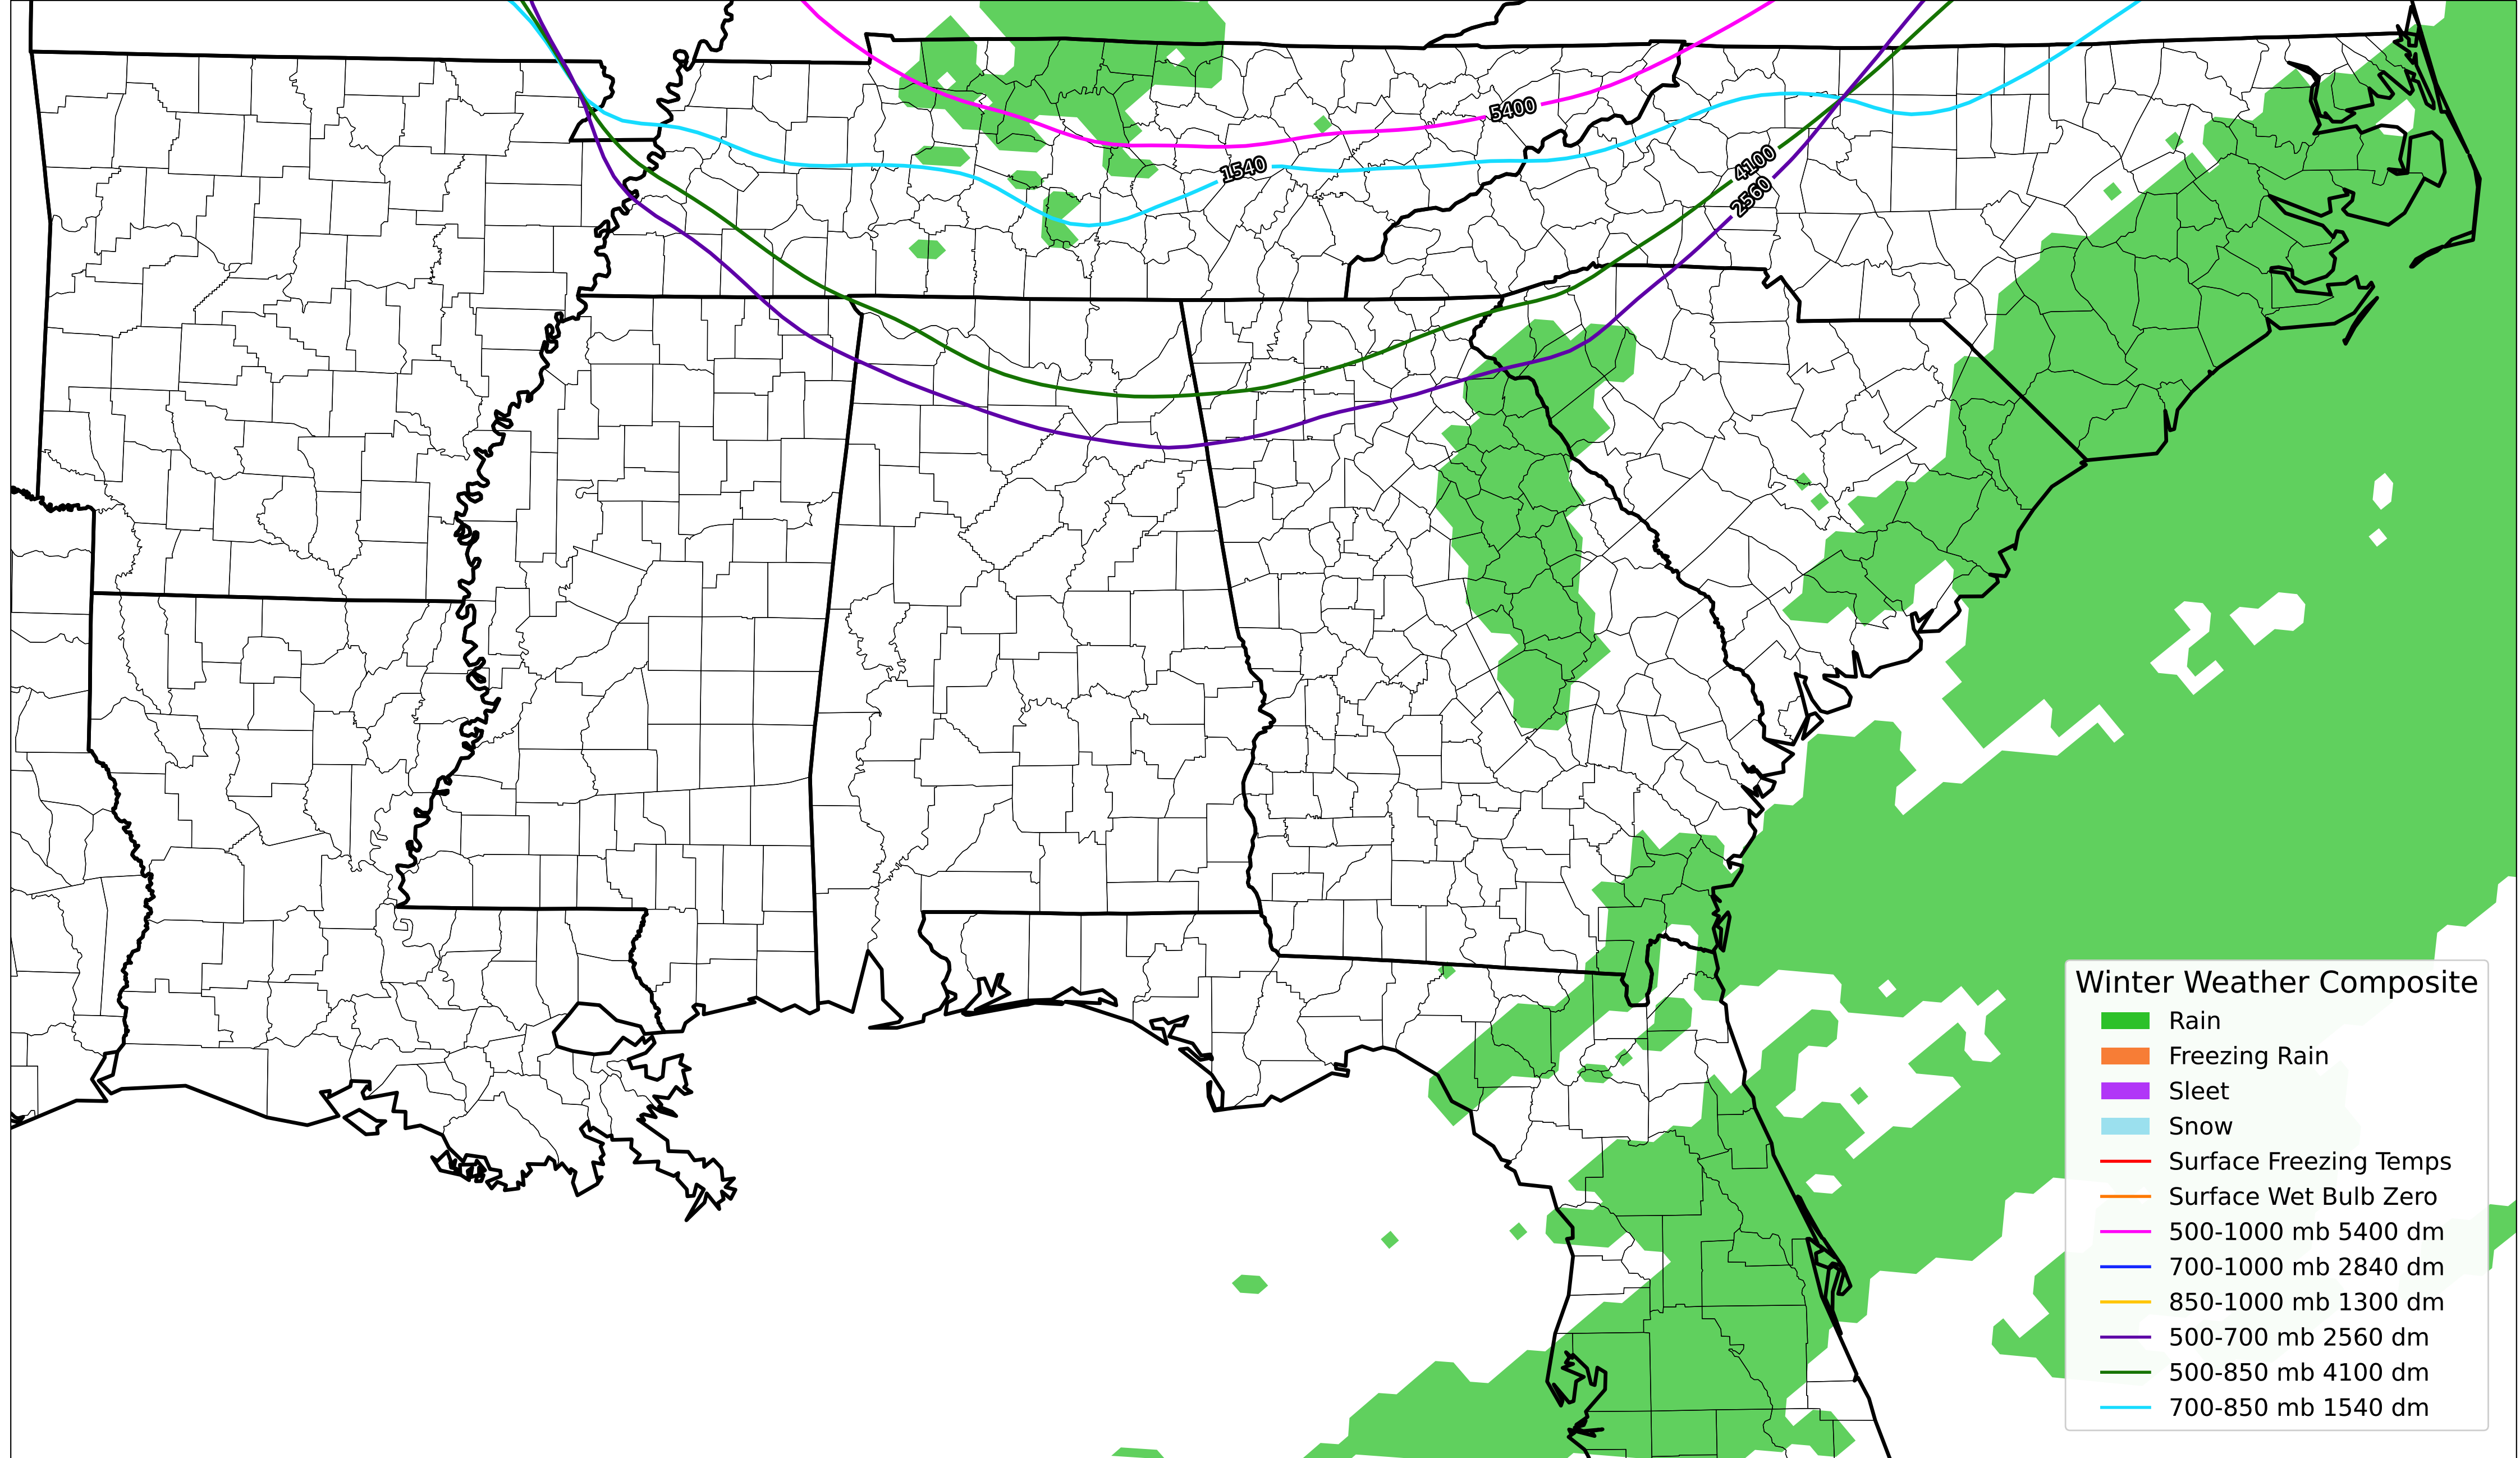 5400
1540
4100
2560
Winter Weather Composite
Rain
Freezing Rain
Sleet
Snow
Surface Freezing Temps
Surface Wet Bulb Zero
500-1000 mb 5400 dm
700-1000 mb 2840 dm
850-1000 mb 1300 dm
500-700 mb 2560 dm
500-850 mb 4100 dm
700-850 mb 1540 dm